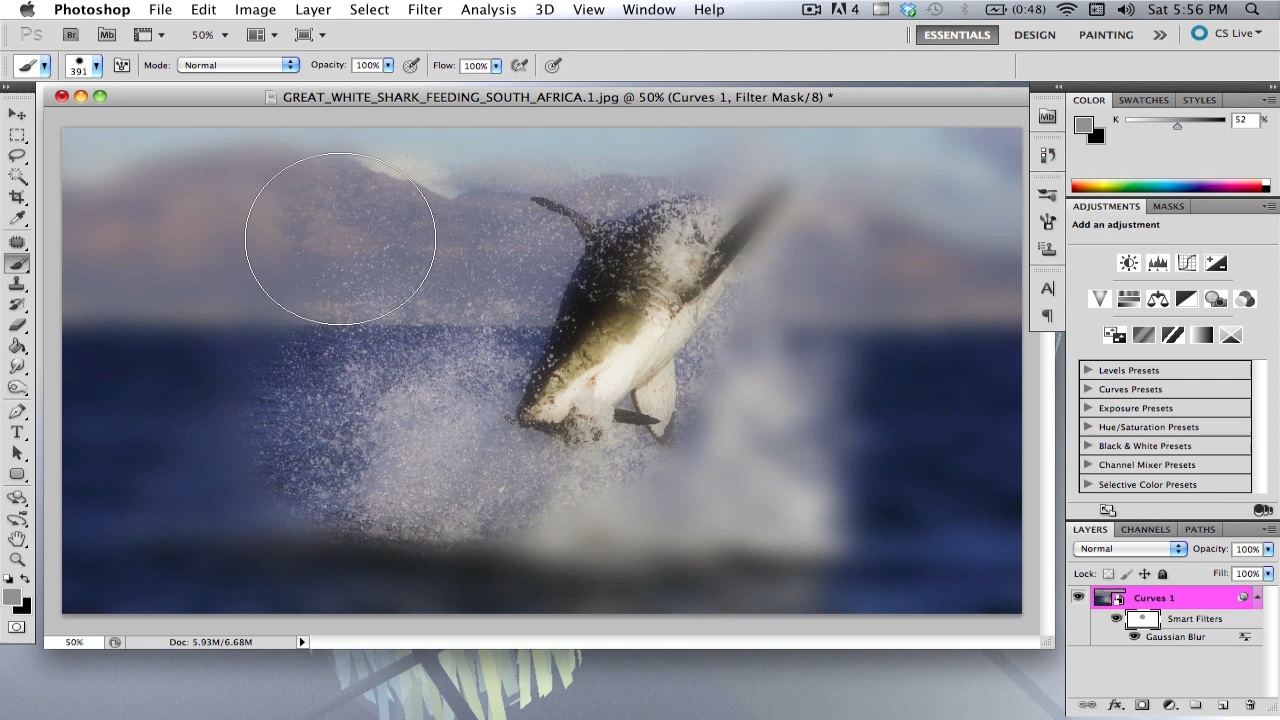 Photoshop File Edit Image Layer Select Filter Analysis 3D View Window Help 4 (0:48) Sat 5:56 PM
Ps Br Mb 50% ESSENTIALS DESIGN PAINTING CS Live
391 Mode: Normal Opacity: 100% Flow: 100%
GREAT_WHITE_SHARK_FEEDING_SOUTH_AFRICA.1.jpg @ 50% (Curves 1, Filter Mask/8) *
COLOR SWATCHES STYLES
K 52 %
Mb
ADJUSTMENTS MASKS
Add an adjustment
A
Levels Presets
Curves Presets
Exposure Presets
Hue/Saturation Presets
Black & White Presets
Channel Mixer Presets
Selective Color Presets
T
LAYERS CHANNELS PATHS
Normal Opacity: 100%
Lock: Fill: 100%
Curves 1
Smart Filters
Gaussian Blur
50% Doc: 5.93M/6.68M
fx